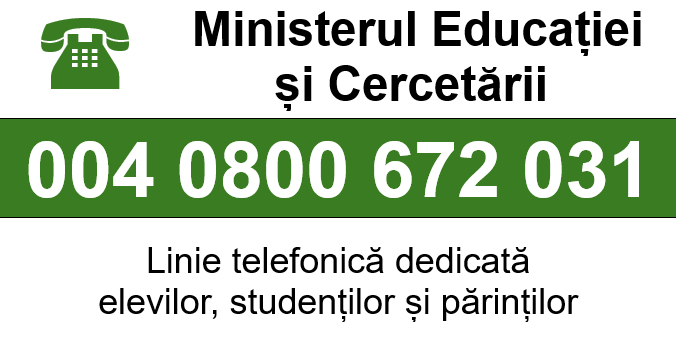 Ministerul Educației
și Cercetării
004 0800 672 031
Linie telefonică dedicată
elevilor, studenților și părinților